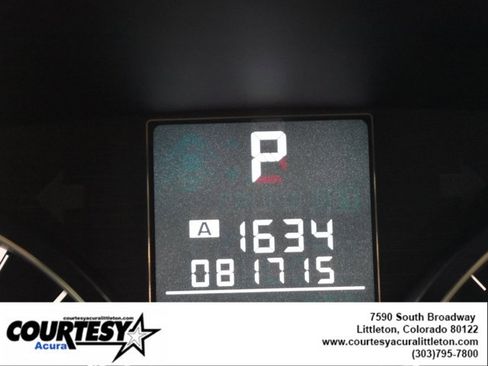 P
A 1634
081715
COURTESY
Acura
7590 South Broadway
Littleton, Colorado 80122
www.courtesyacuralittleton.com
(303)795-7800
courtesyacuralittleton.com